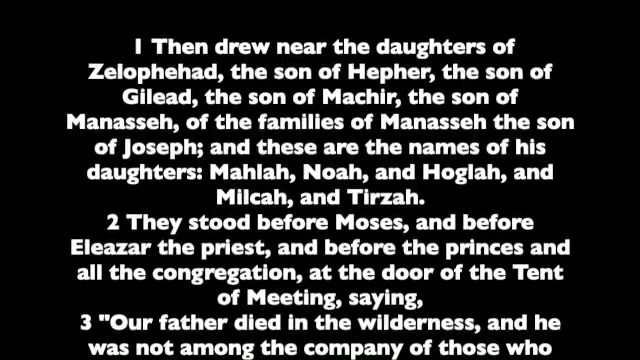 1 Then drew near the daughters of
Zelophehad, the son of Hepher, the son of
Gilead, the son of Machir, the son of
Manasseh, of the families of Manasseh the son
of Joseph; and these are the names of his
daughters: Mahlah, Noah, and Hoglah, and
Milcah, and Tirzah.
2 They stood before Moses, and before
Eleazar the priest, and before the princes and
all the congregation, at the door of the Tent
of Meeting, saying,
3 "Our father died in the wilderness, and he
was not among the company of those who